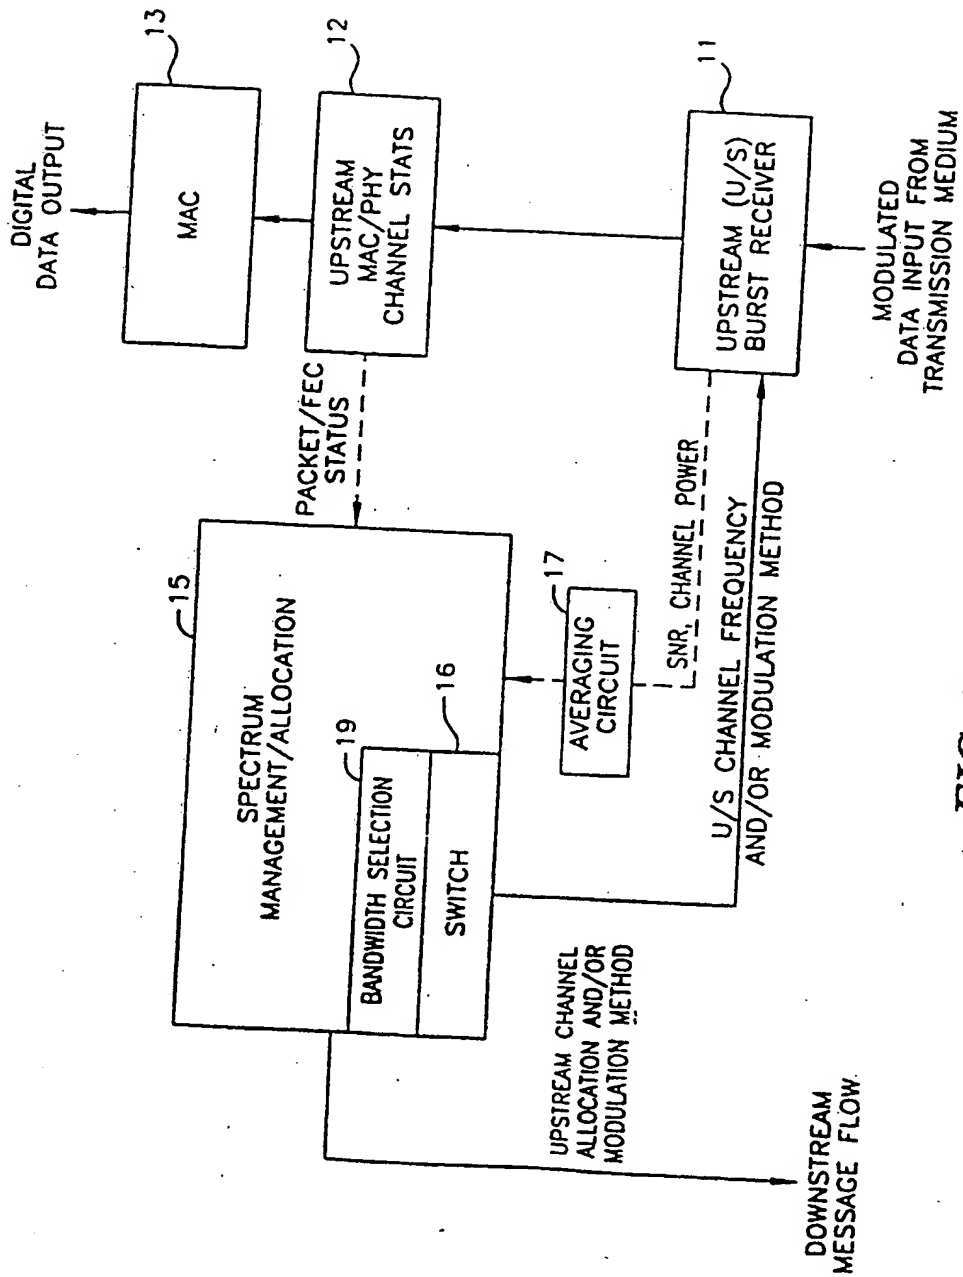 DIGITAL
DATA OUTPUT
13
MAC
12
UPSTREAM
MAC/PHY
CHANNEL STATS
PACKET/FEC
STATUS
11
UPSTREAM (U/S)
BURST RECEIVER
MODULATED
DATA INPUT FROM
TRANSMISSION MEDIUM
15
SPECTRUM
MANAGEMENT/ALLOCATION
19
BANDWIDTH SELECTION
CIRCUIT
16
SWITCH
17
AVERAGING
CIRCUIT
SNR, CHANNEL POWER
U/S CHANNEL FREQUENCY
AND/OR MODULATION METHOD
UPSTREAM CHANNEL
ALLOCATION AND/OR
MODULATION METHOD
DOWNSTREAM
MESSAGE FLOW